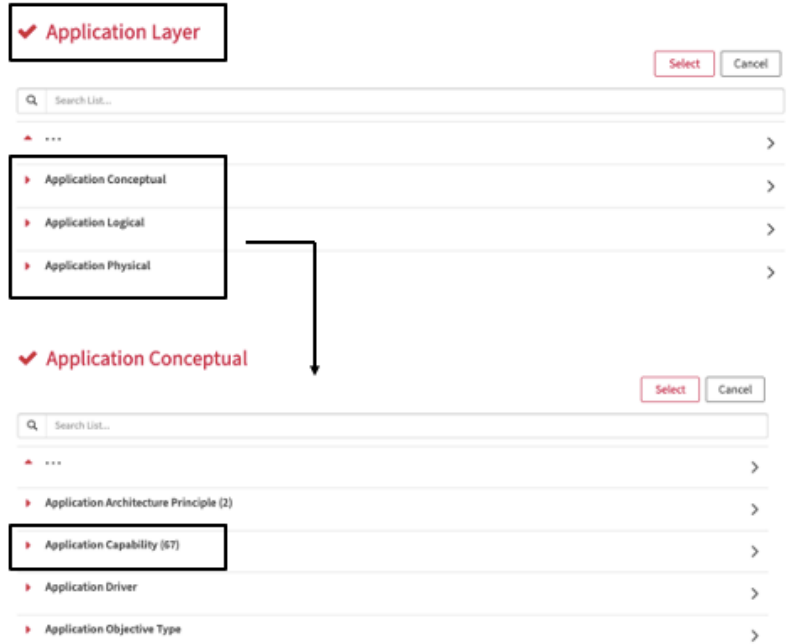 Application Layer
Select Cancel
Search List...
...
Application Conceptual
Application Logical
Application Physical
Application Conceptual
Select Cancel
Search List...
...
Application Architecture Principle (2)
Application Capability (67)
Application Driver
Application Objective Type